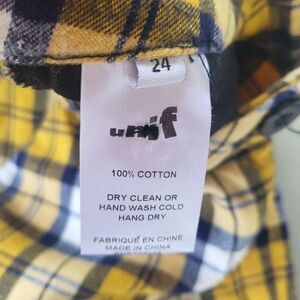 24
unif
100% COTTON
DRY CLEAN OR
HAND WASH COLD
HANG DRY
FABRIQUÉ EN CHINE
MADE IN CHINA